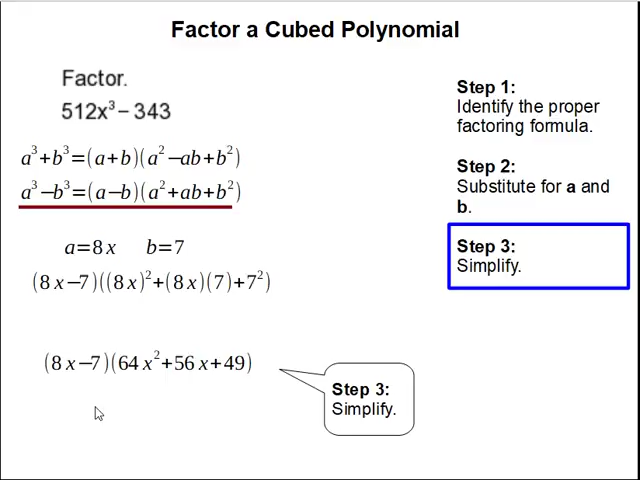 Factor a Cubed Polynomial
Factor.
512x³ − 343
a³+b³=(a+b)(a²−ab+b²)
a³−b³=(a−b)(a²+ab+b²)
a=8x b=7
(8x−7)((8x)²+(8x)(7)+7²)
(8x−7)(64x²+56x+49)
Step 3:
Simplify.
Step 1:
Identify the proper
factoring formula.
Step 2:
Substitute for a and
b.
Step 3:
Simplify.